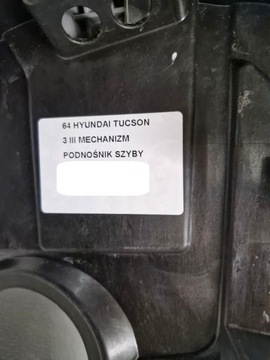 64 HYUNDAI TUCSON
3 III MECHANIZM
PODNOŚNIK SZYBY